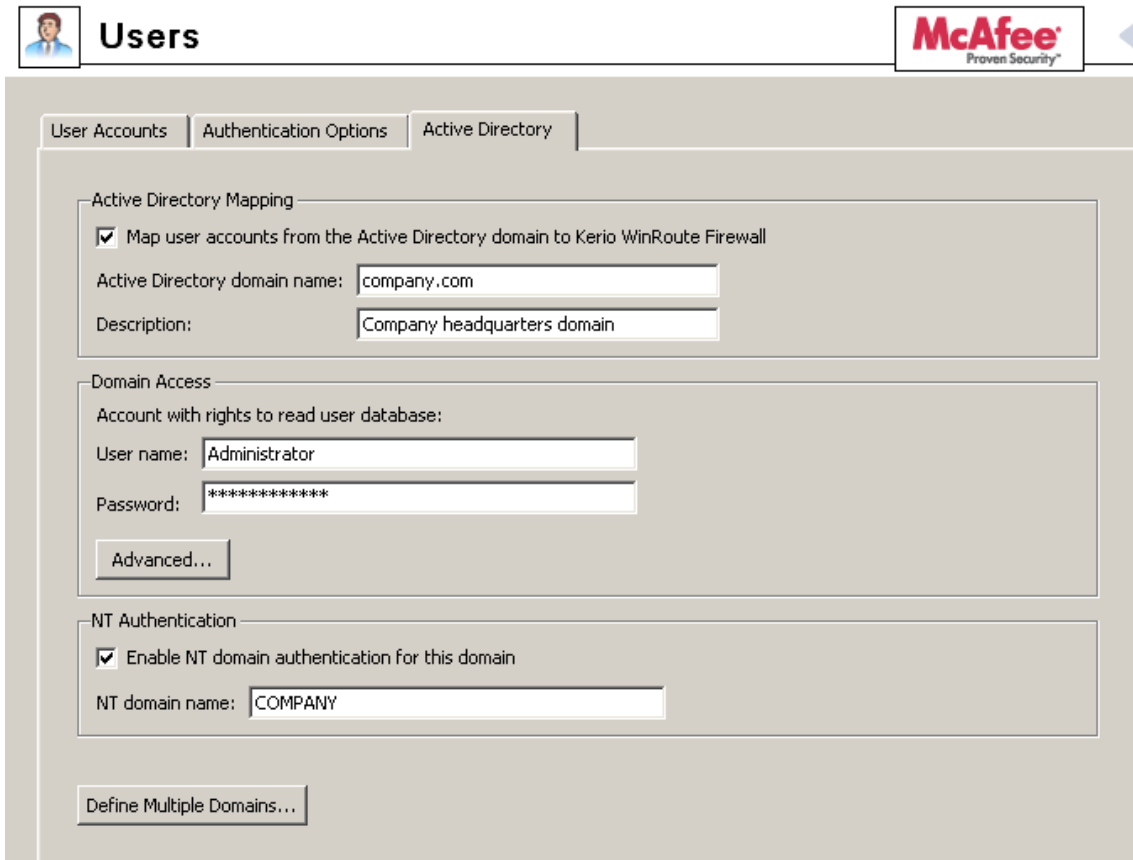 Users
McAfee
Proven Security™
User Accounts
Authentication Options
Active Directory
Active Directory Mapping
Map user accounts from the Active Directory domain to Kerio WinRoute Firewall
Active Directory domain name: company.com
Description: Company headquarters domain
Domain Access
Account with rights to read user database:
User name: Administrator
Password: ************
Advanced...
NT Authentication
Enable NT domain authentication for this domain
NT domain name: COMPANY
Define Multiple Domains...